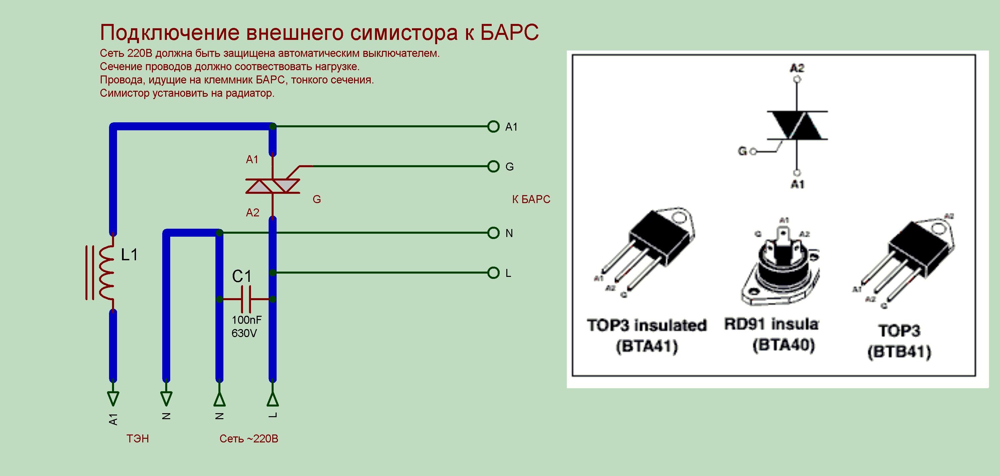 Подключение внешнего симистора к БАРС
Сеть 220В должна быть защищена автоматическим выключателем.
Сечение проводов должно соотвествовать нагрузке.
Провода, идущие на клеммник БАРС, тонкого сечения.
Симистор установить на радиатор.
A1
A1
G
G
К БАРС
A2
N
L1
L
C1
100nF
630V
A1
N
N
L
ТЭН
Сеть ~220В
A2
G
A1
A1
A2
G
TOP3 insulated
(BTA41)
A1
G
A2
RD91 insula
(BTA40)
A2
A1
A2
G
TOP3
(BTB41)